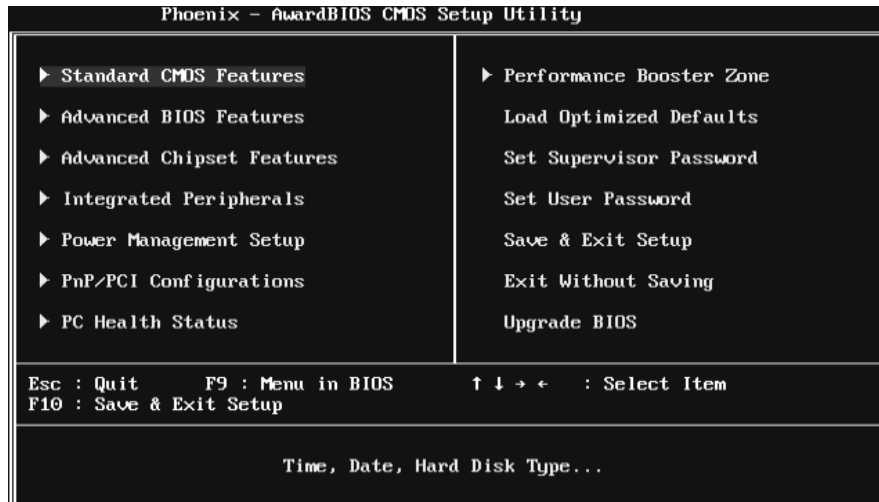 Phoenix - AwardBIOS CMOS Setup Utility
Standard CMOS Features
Advanced BIOS Features
Advanced Chipset Features
Integrated Peripherals
Power Management Setup
PnP/PCI Configurations
PC Health Status
Performance Booster Zone
Load Optimized Defaults
Set Supervisor Password
Set User Password
Save & Exit Setup
Exit Without Saving
Upgrade BIOS
Esc : Quit F9 : Menu in BIOS ↑ ↓ → ← : Select Item
F10 : Save & Exit Setup
Time, Date, Hard Disk Type...